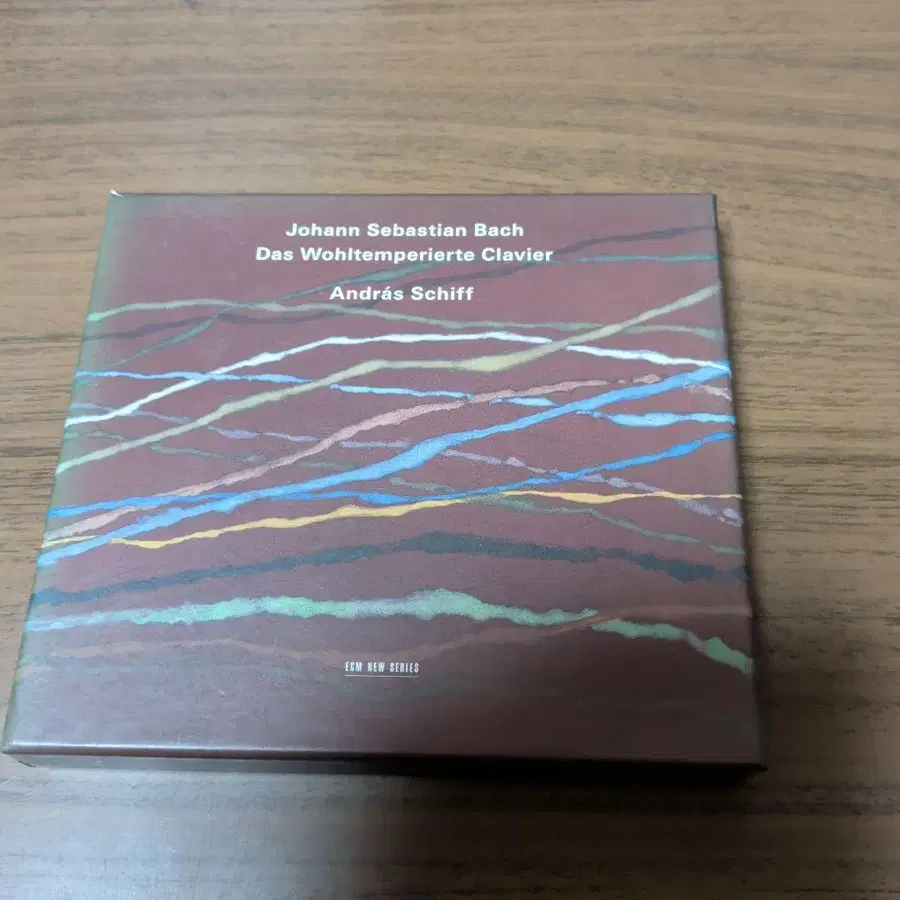 Johann Sebastian Bach
Das Wohltemperierte Clavier
András Schiff
ECM NEW SERIES